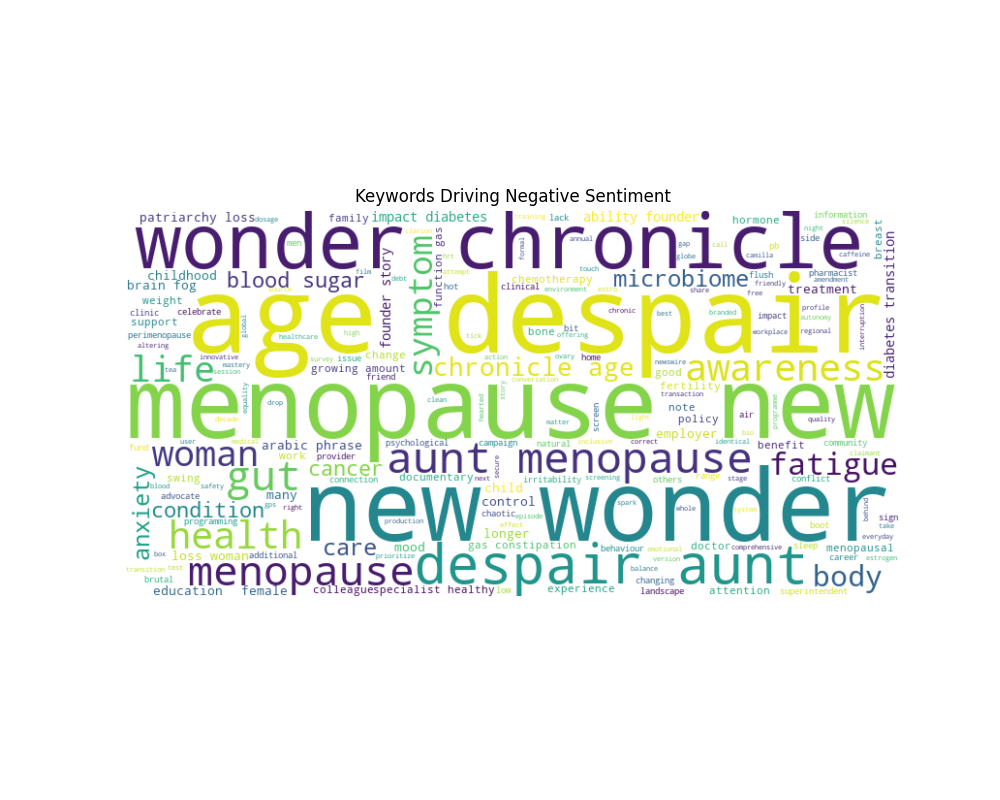 Keywords Driving Negative Sentiment
patriarchy loss
dosage
family
impact diabetes
training
lack
ability founder
hormone
information
silence
wonder chronicle
men
clarion
function gas
formal
annual
gap
call
night
side
pb
camilla
caffeine
breast
globe
share
childhood
brain fog
blood sugar
film
debt
founder story
symptom
hrt
attempt
hot
chemotherapy
clinical
environment
touch
extra
microbiome
flush
friendly
free
pharmacist
treatment
diabetes transition
weight
source
clinic
celebrate
support
global
perimenopause
altering
age despair
healthcare
high
chronic
tick
offering
bone
bit
best
branded
impact
profile
autonomy
workplace
regional
interruption
innovative
survey
issue
change
action
ovary
home
newswire
life
tea
mastery
session
growing amount
friend
chronicle age
conversation
good
fertility
transaction
awareness
equality
drop
decade
clean
hearted
story
matter
light
screen
note
policy
air
bio
programme
quality
menopause new
fund
user
medical
arabic phrase
work
provider
psychological
campaign
natural
inclusive
correct
employer
identical
benefit
community
claimant
woman
connection
documentary
next
secure
aunt menopause
screening
others
range
stage
conflict
fatigue
anxiety
swing
blood
safety
gut
cancer
child
irritability
control
chaotic
episode
spark
whole
system
behind
sign
take
everyday
advocate
many
gps
right
condition
programming
production
effect
new wonder
longer
boot
health
box
test
loss woman
additional
care
mood
prioritize
gas constipation
behaviour
emotional
version
balance
doctor
comprehensive
sleep
menopausal
estrogen
career
transition
brutal
menopause
despair aunt
changing
body
education
female
colleaguespecialist healthy
low
experience
landscape
attention
superintendent